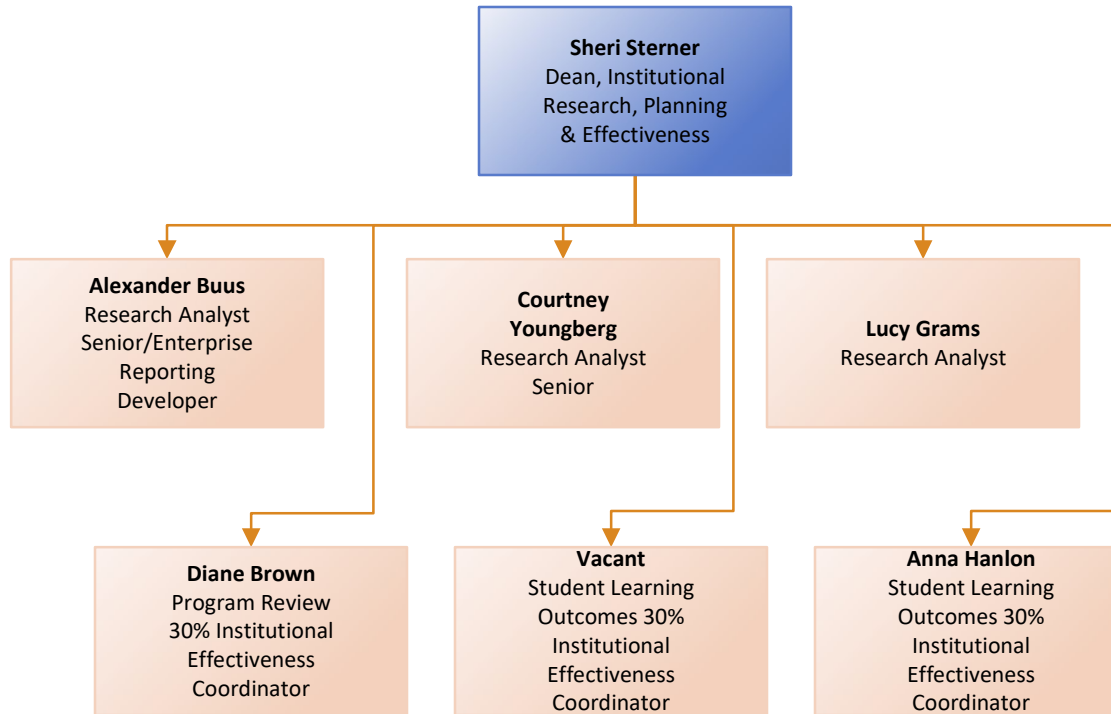 Sheri Sterner
Dean, Institutional
Research, Planning
& Effectiveness
Alexander Buus
Research Analyst
Senior/Enterprise
Reporting
Developer
Courtney
Youngberg
Research Analyst
Senior
Lucy Grams
Research Analyst
Diane Brown
Program Review
30% Institutional
Effectiveness
Coordinator
Vacant
Student Learning
Outcomes 30%
Institutional
Effectiveness
Coordinator
Anna Hanlon
Student Learning
Outcomes 30%
Institutional
Effectiveness
Coordinator